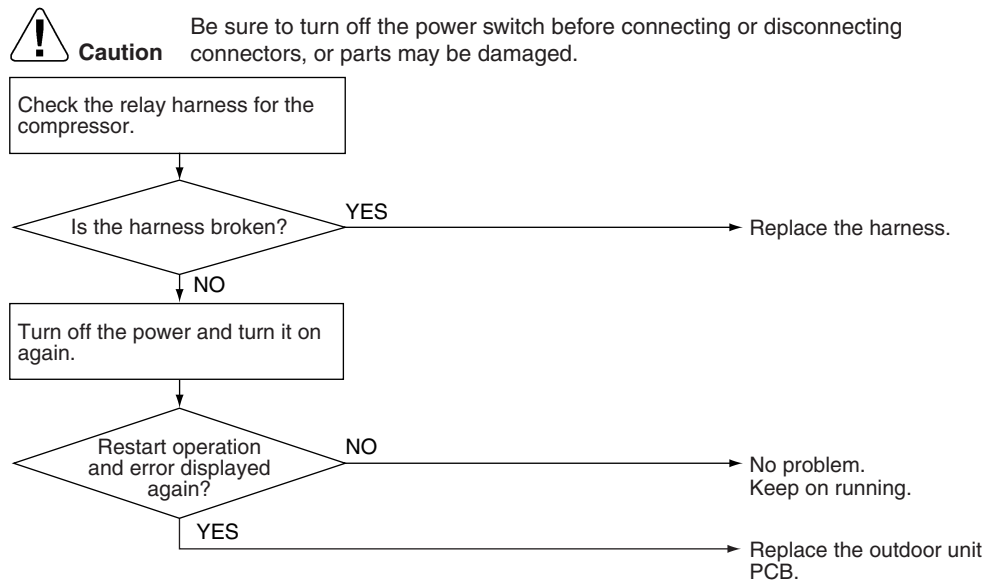 Be sure to turn off the power switch before connecting or disconnecting
Caution connectors, or parts may be damaged.
Check the relay harness for the
compressor.
Is the harness broken?
YES
Replace the harness.
NO
Turn off the power and turn it on
again.
Restart operation
and error displayed
again?
NO
No problem.
Keep on running.
YES
Replace the outdoor unit
PCB.